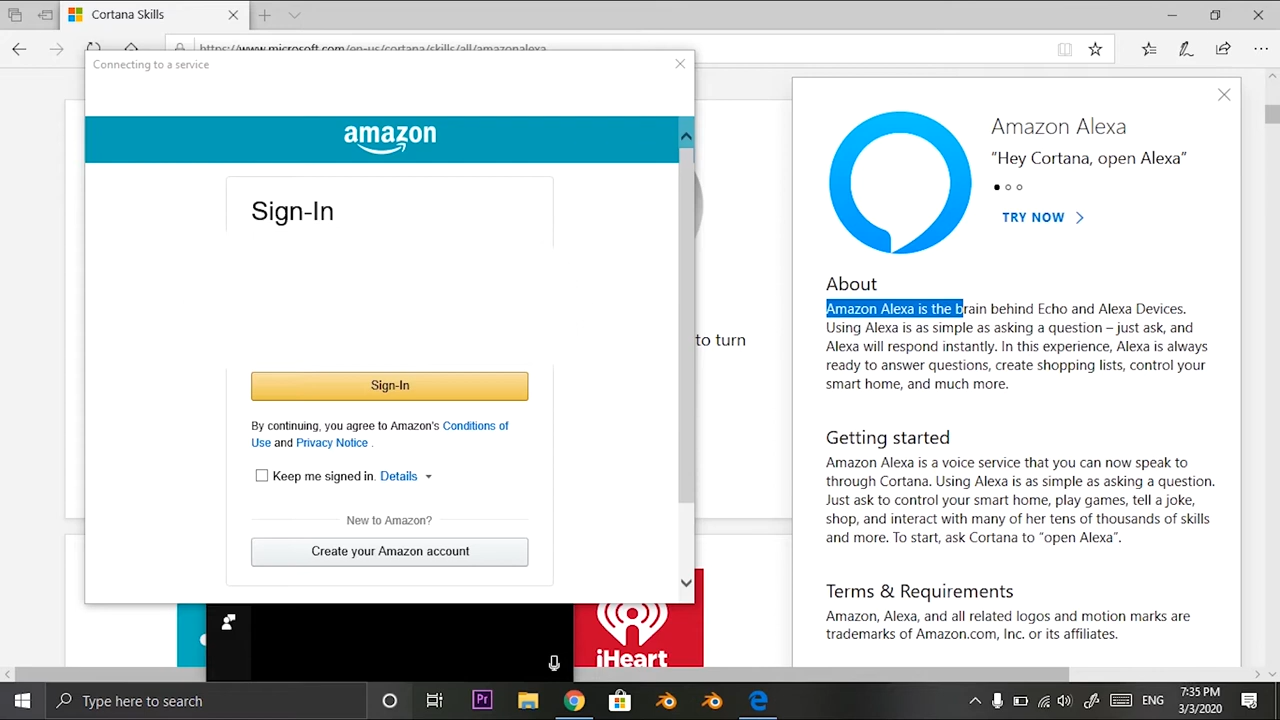 Cortana Skills
https://www.microsoft.com/en-us/cortana/skills/all/amazonalexa
Connecting to a service
amazon
Sign-In
Sign-In
By continuing, you agree to Amazon's Conditions of
Use and Privacy Notice .
Keep me signed in. Details
New to Amazon?
Create your Amazon account
to turn
iHeart
Amazon Alexa
“Hey Cortana, open Alexa”
TRY NOW
About
Amazon Alexa is the brain behind Echo and Alexa Devices.
Using Alexa is as simple as asking a question – just ask, and
Alexa will respond instantly. In this experience, Alexa is always
ready to answer questions, create shopping lists, control your
smart home, and much more.
Getting started
Amazon Alexa is a voice service that you can now speak to
through Cortana. Using Alexa is as simple as asking a question.
Just ask to control your smart home, play games, tell a joke,
shop, and interact with many of her tens of thousands of skills
and more. To start, ask Cortana to “open Alexa”.
Terms & Requirements
Amazon, Alexa, and all related logos and motion marks are
trademarks of Amazon.com, Inc. or its affiliates.
Type here to search
Pr
ENG
7:35 PM
3/3/2020